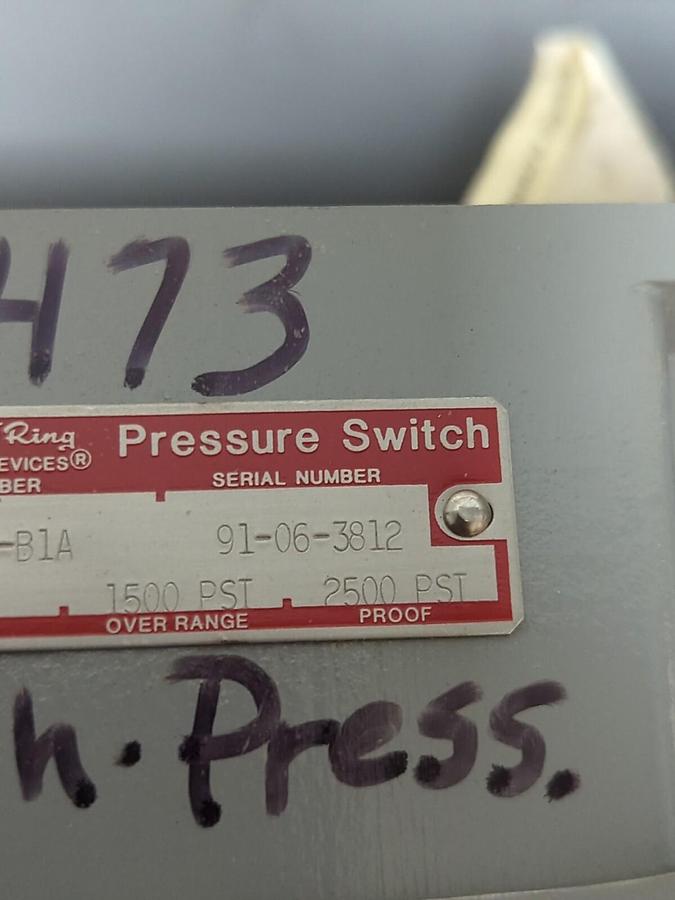 473
Ring Pressure Switch
EVICES® SERIAL NUMBER
BER
-B1A 91-06-3812
1500 PSI 2500 PSI
OVER RANGE PROOF
h. Press.